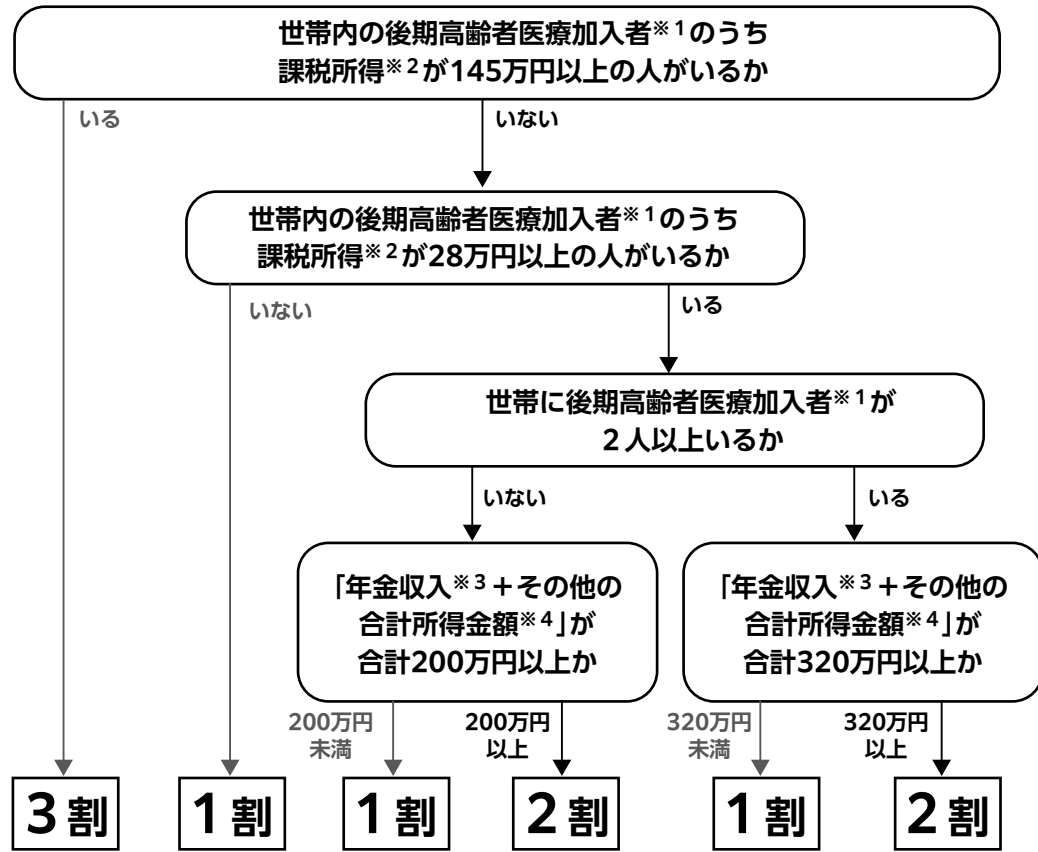 世帯内の後期高齢者医療加入者※1のうち
課税所得※2が145万円以上の人がいるか
いる
いない
世帯内の後期高齢者医療加入者※1のうち
課税所得※2が28万円以上の人がいるか
いない
いる
世帯に後期高齢者医療加入者※1が
2人以上いるか
いない
いる
「年金収入※3+その他の
合計所得金額※4」が
合計200万円以上か
「年金収入※3+その他の
合計所得金額※4」が
合計320万円以上か
200万円
未満
200万円
以上
320万円
未満
320万円
以上
3割
1割
1割
2割
1割
2割